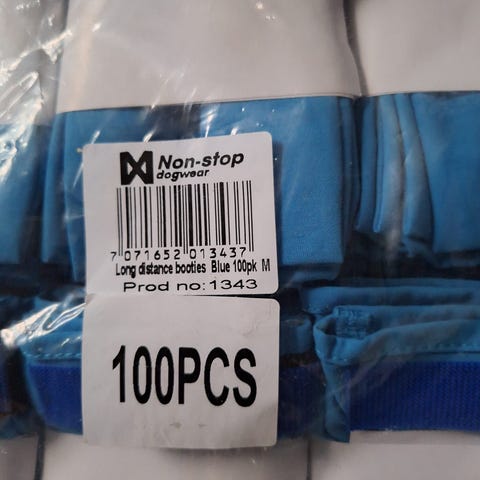 Non-stop
dogwear
7 071652 013437
Long distance booties Blue 100pk M
Prod no:1343
100PCS